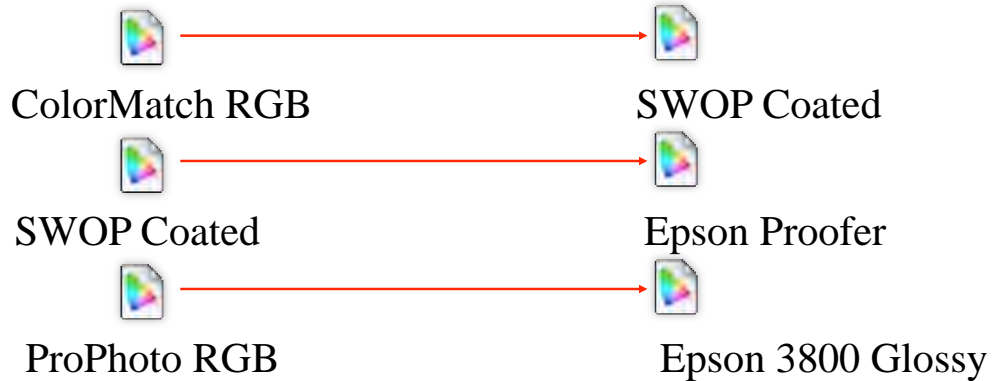 ColorMatch RGB SWOP Coated
SWOP Coated Epson Proofer
ProPhoto RGB Epson 3800 Glossy